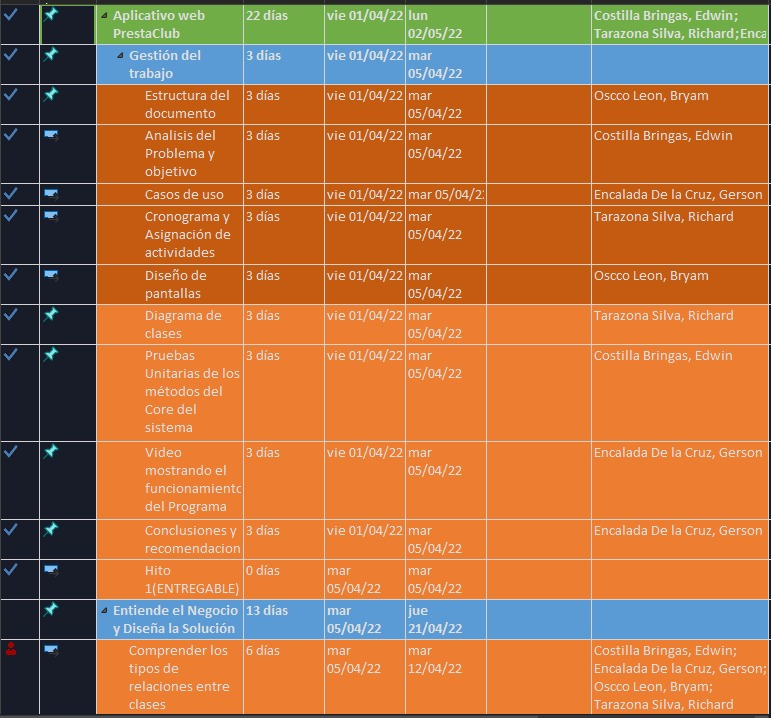 Aplicativo web PrestaClub 22 días vie 01/04/22 lun 02/05/22 Costilla Bringas, Edwin; Tarazona Silva, Richard;Enca
Gestión del trabajo 3 días vie 01/04/22 mar 05/04/22
Estructura del documento 3 días vie 01/04/22 mar 05/04/22 Oscco Leon, Bryam
Analisis del Problema y objetivo 3 días vie 01/04/22 mar 05/04/22 Costilla Bringas, Edwin
Casos de uso 3 días vie 01/04/22 mar 05/04/22 Encalada De la Cruz, Gerson
Cronograma y Asignación de actividades 3 días vie 01/04/22 mar 05/04/22 Tarazona Silva, Richard
Diseño de pantallas 3 días vie 01/04/22 mar 05/04/22 Oscco Leon, Bryam
Diagrama de clases 3 días vie 01/04/22 mar 05/04/22 Tarazona Silva, Richard
Pruebas Unitarias de los métodos del Core del sistema 3 días vie 01/04/22 mar 05/04/22 Costilla Bringas, Edwin
Video mostrando el funcionamiento del Programa 3 días vie 01/04/22 mar 05/04/22 Encalada De la Cruz, Gerson
Conclusiones y recomendacion 3 días vie 01/04/22 mar 05/04/22 Encalada De la Cruz, Gerson
Hito 1(ENTREGABLE) 0 días mar 05/04/22 mar 05/04/22
Entiende el Negocio y Diseña la Solución 13 días mar 05/04/22 jue 21/04/22
Comprender los tipos de relaciones entre clases 6 días mar 05/04/22 mar 12/04/22 Costilla Bringas, Edwin; Encalada De la Cruz, Gerson; Oscco Leon, Bryam; Tarazona Silva, Richard